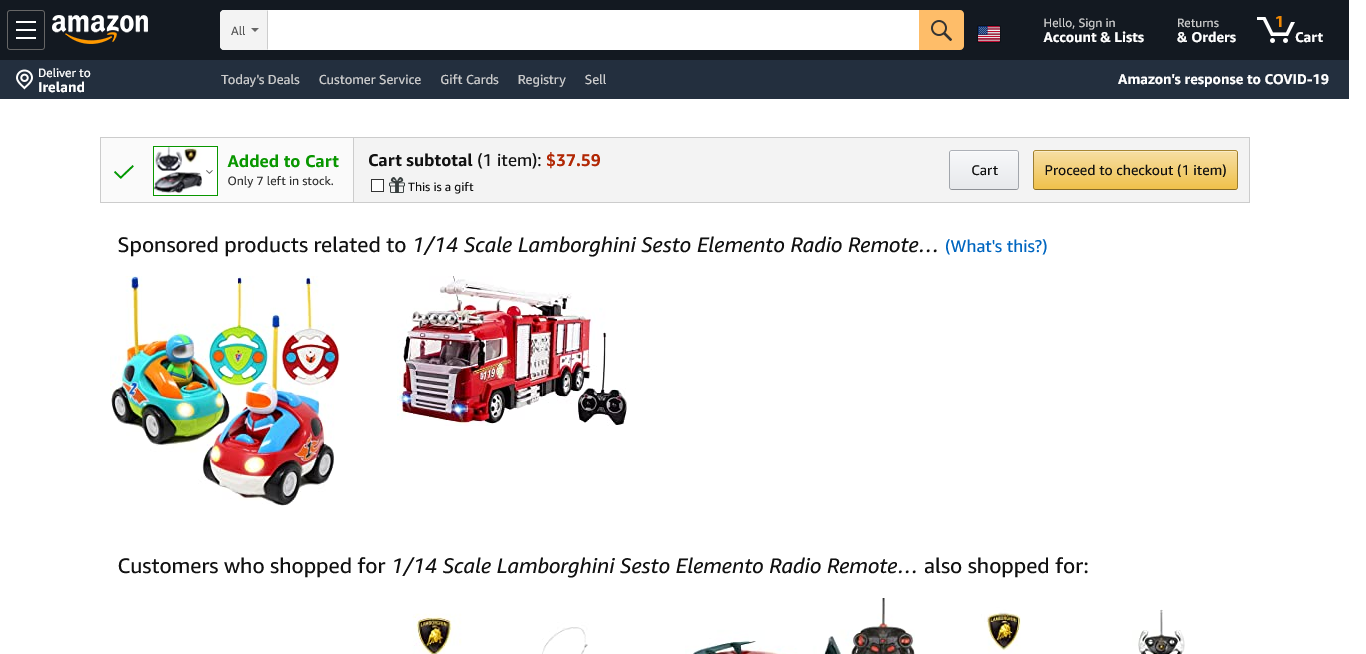 amazon
All
Hello, Sign in
Account & Lists
Returns
& Orders
1
Cart
Deliver to
Ireland
Today's Deals
Customer Service
Gift Cards
Registry
Sell
Amazon's response to COVID-19
Added to Cart
Only 7 left in stock.
Cart subtotal (1 item): $37.59
This is a gift
Cart
Proceed to checkout (1 item)
Sponsored products related to 1/14 Scale Lamborghini Sesto Elemento Radio Remote… (What's this?)
Customers who shopped for 1/14 Scale Lamborghini Sesto Elemento Radio Remote… also shopped for: